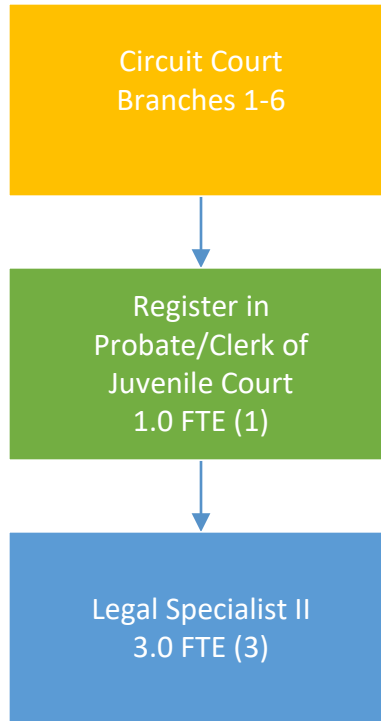 Circuit Court
Branches 1-6
Register in
Probate/Clerk of
Juvenile Court
1.0 FTE (1)
Legal Specialist II
3.0 FTE (3)